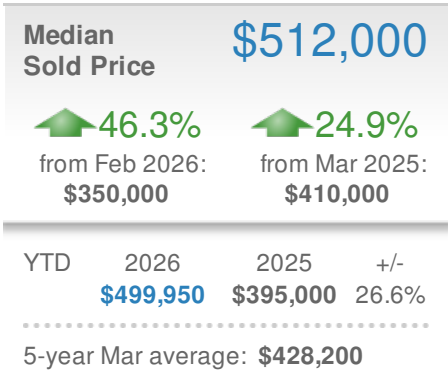 Median $512,000
Sold Price
46.3% 24.9%
from Feb 2026: from Mar 2025:
$350,000 $410,000
YTD 2026 2025 +/-
$499,950 $395,000 26.6%
5-year Mar average: $428,200